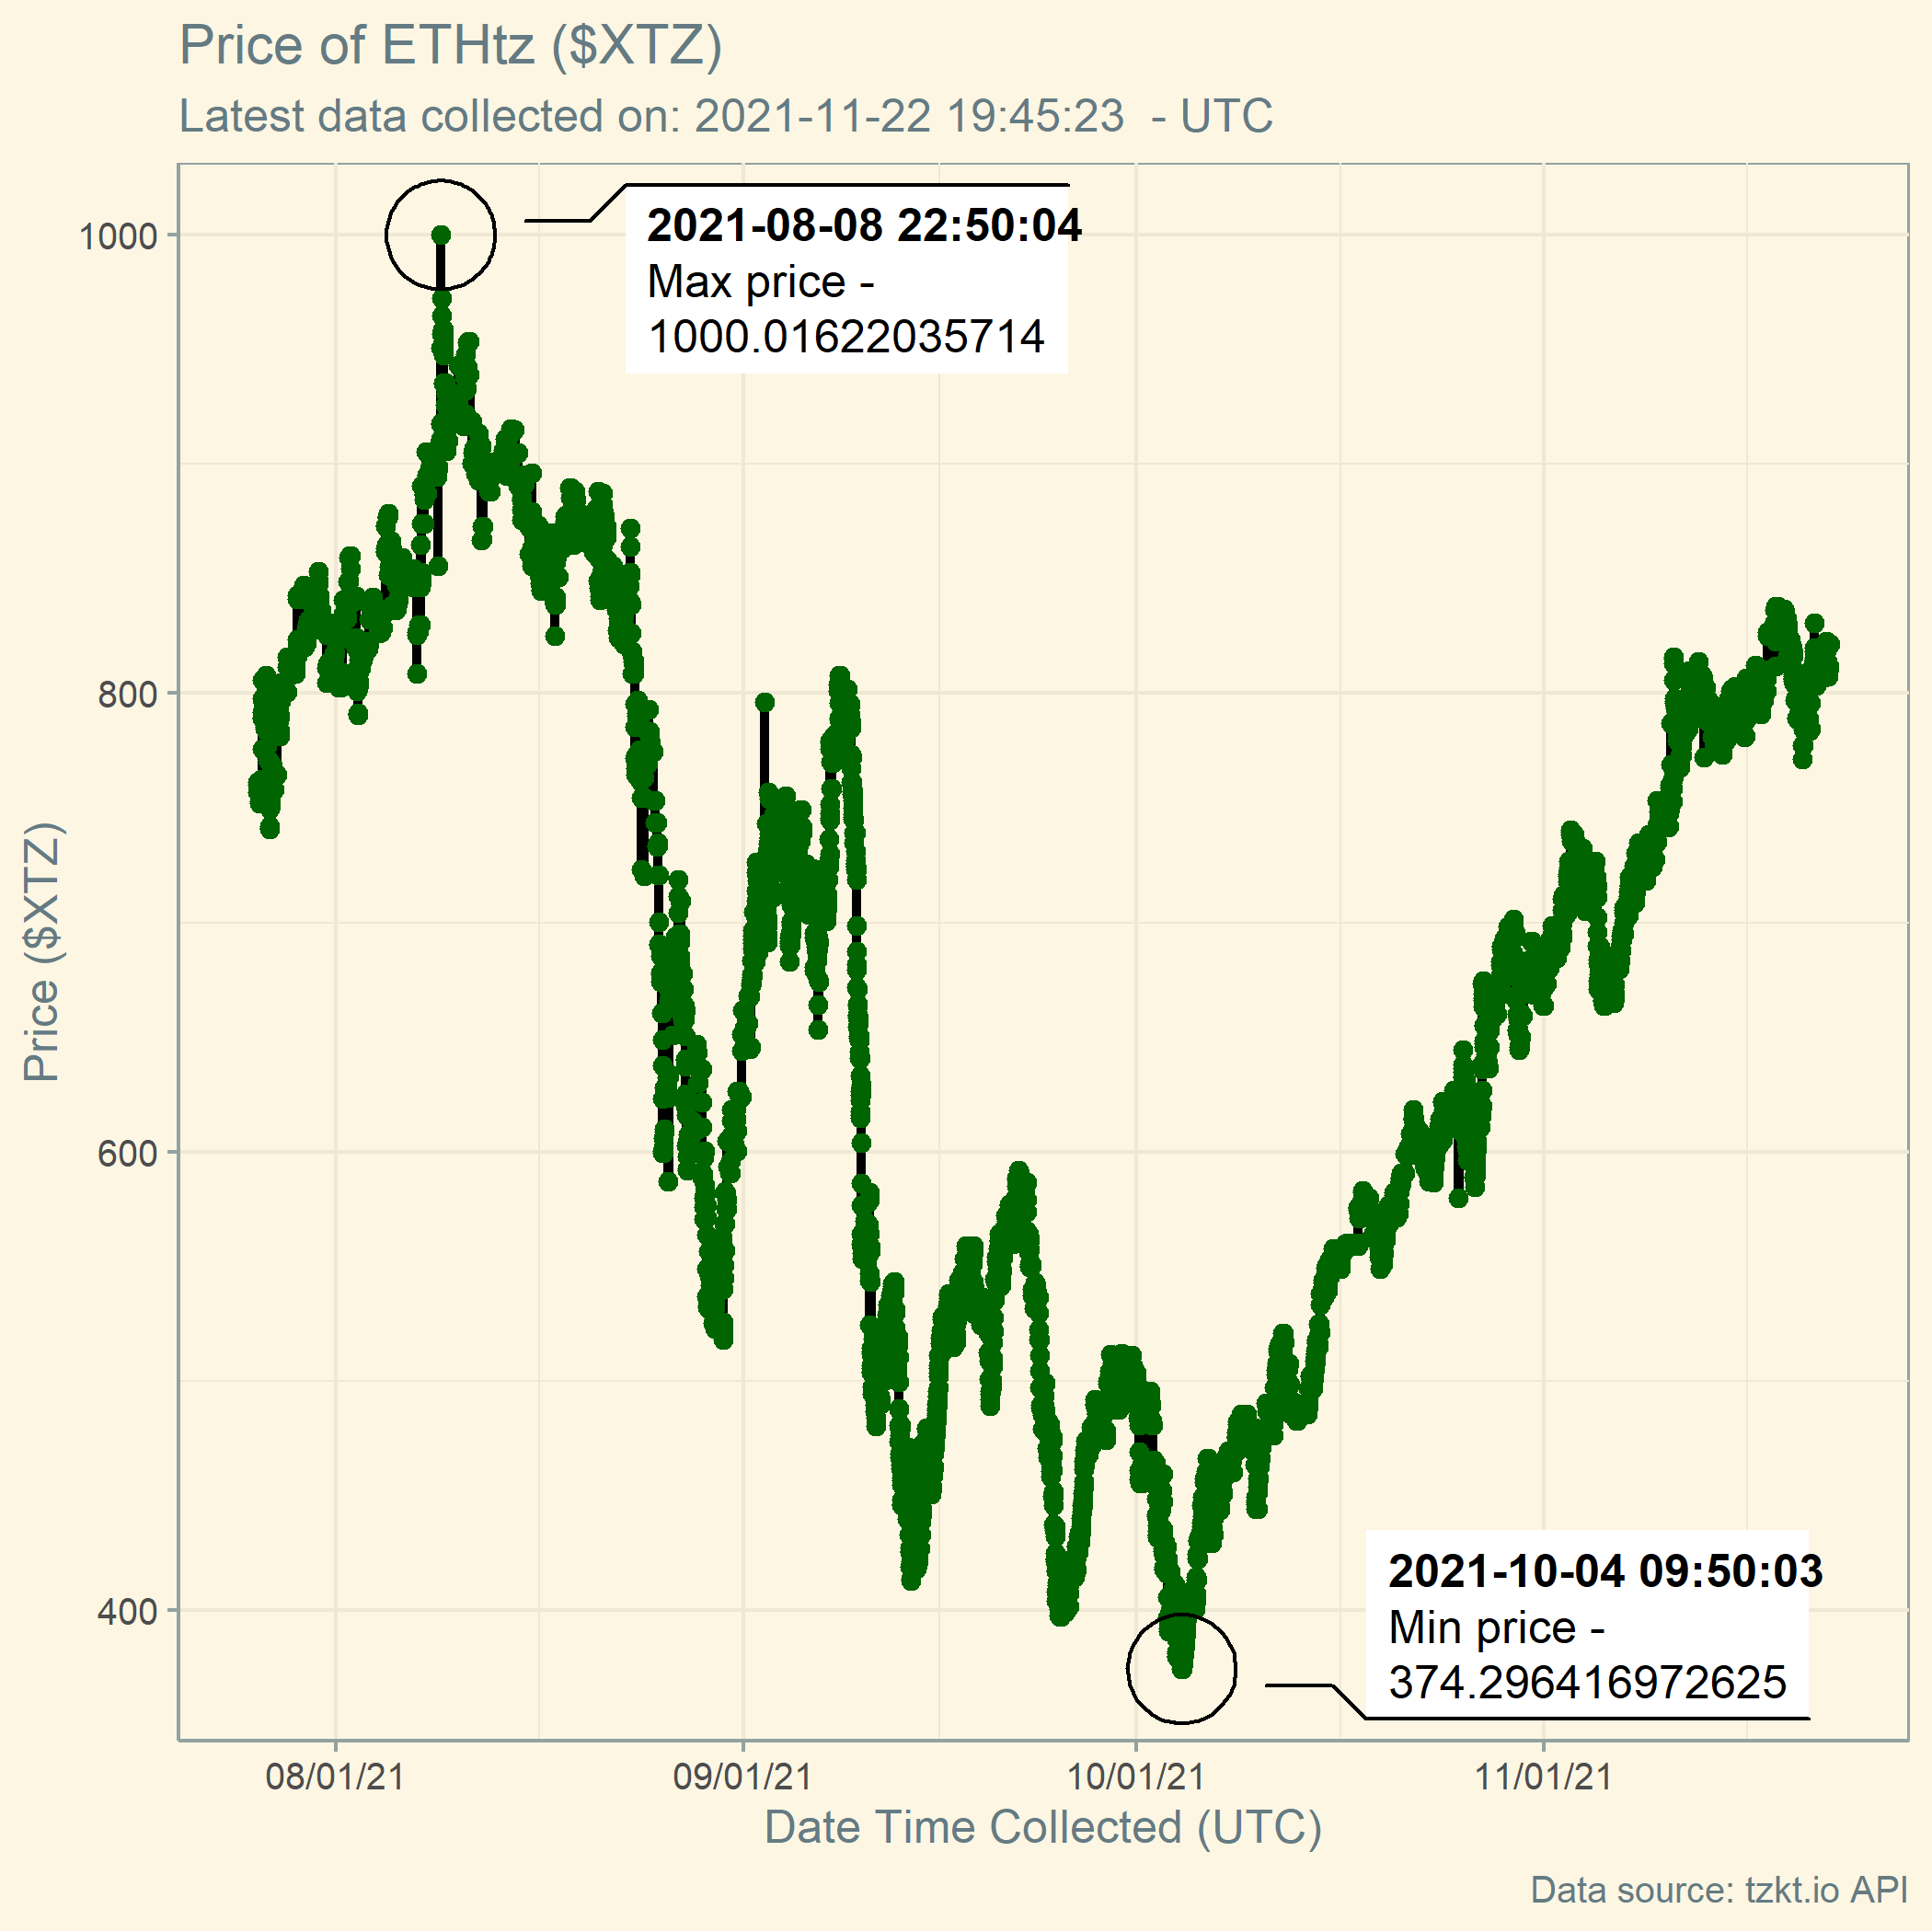 Price of ETHtz ($XTZ)
Latest data collected on: 2021-11-22 19:45:23  - UTC
2021-08-08 22:50:04
Max price -
1000.01622035714
1000
800
600
400
Price ($XTZ)
2021-10-04 09:50:03
Min price -
374.296416972625
08/01/21
09/01/21
10/01/21
11/01/21
Date Time Collected (UTC)
Data source: tzkt.io API